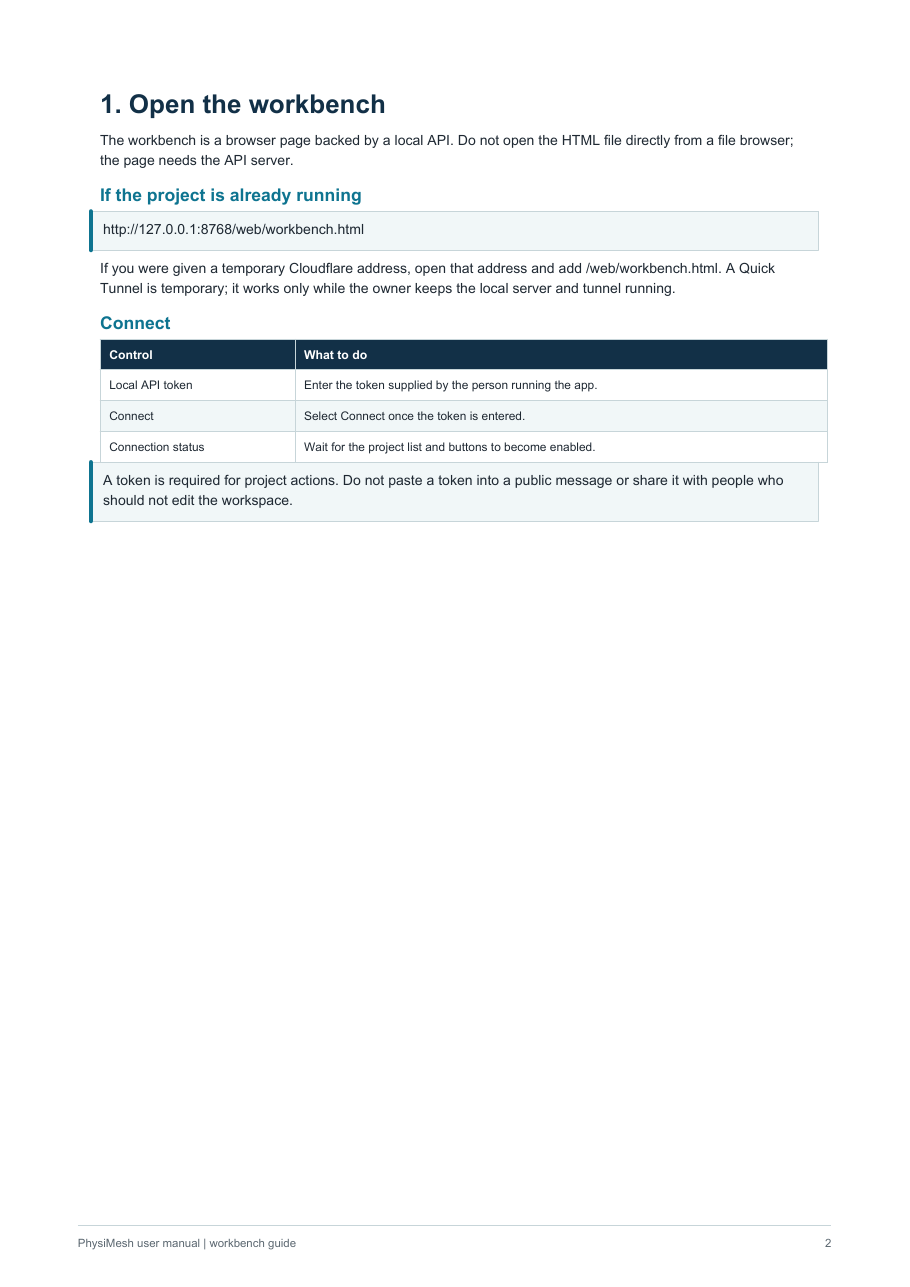 1. Open the workbench
The workbench is a browser page backed by a local API. Do not open the HTML file directly from a file browser;
the page needs the API server.
If the project is already running
http://127.0.0.1:8768/web/workbench.html
If you were given a temporary Cloudflare address, open that address and add /web/workbench.html. A Quick
Tunnel is temporary; it works only while the owner keeps the local server and tunnel running.
Connect
Control What to do
Local API token Enter the token supplied by the person running the app.
Connect Select Connect once the token is entered.
Connection status Wait for the project list and buttons to become enabled.
A token is required for project actions. Do not paste a token into a public message or share it with people who
should not edit the workspace.
PhysiMesh user manual | workbench guide 2